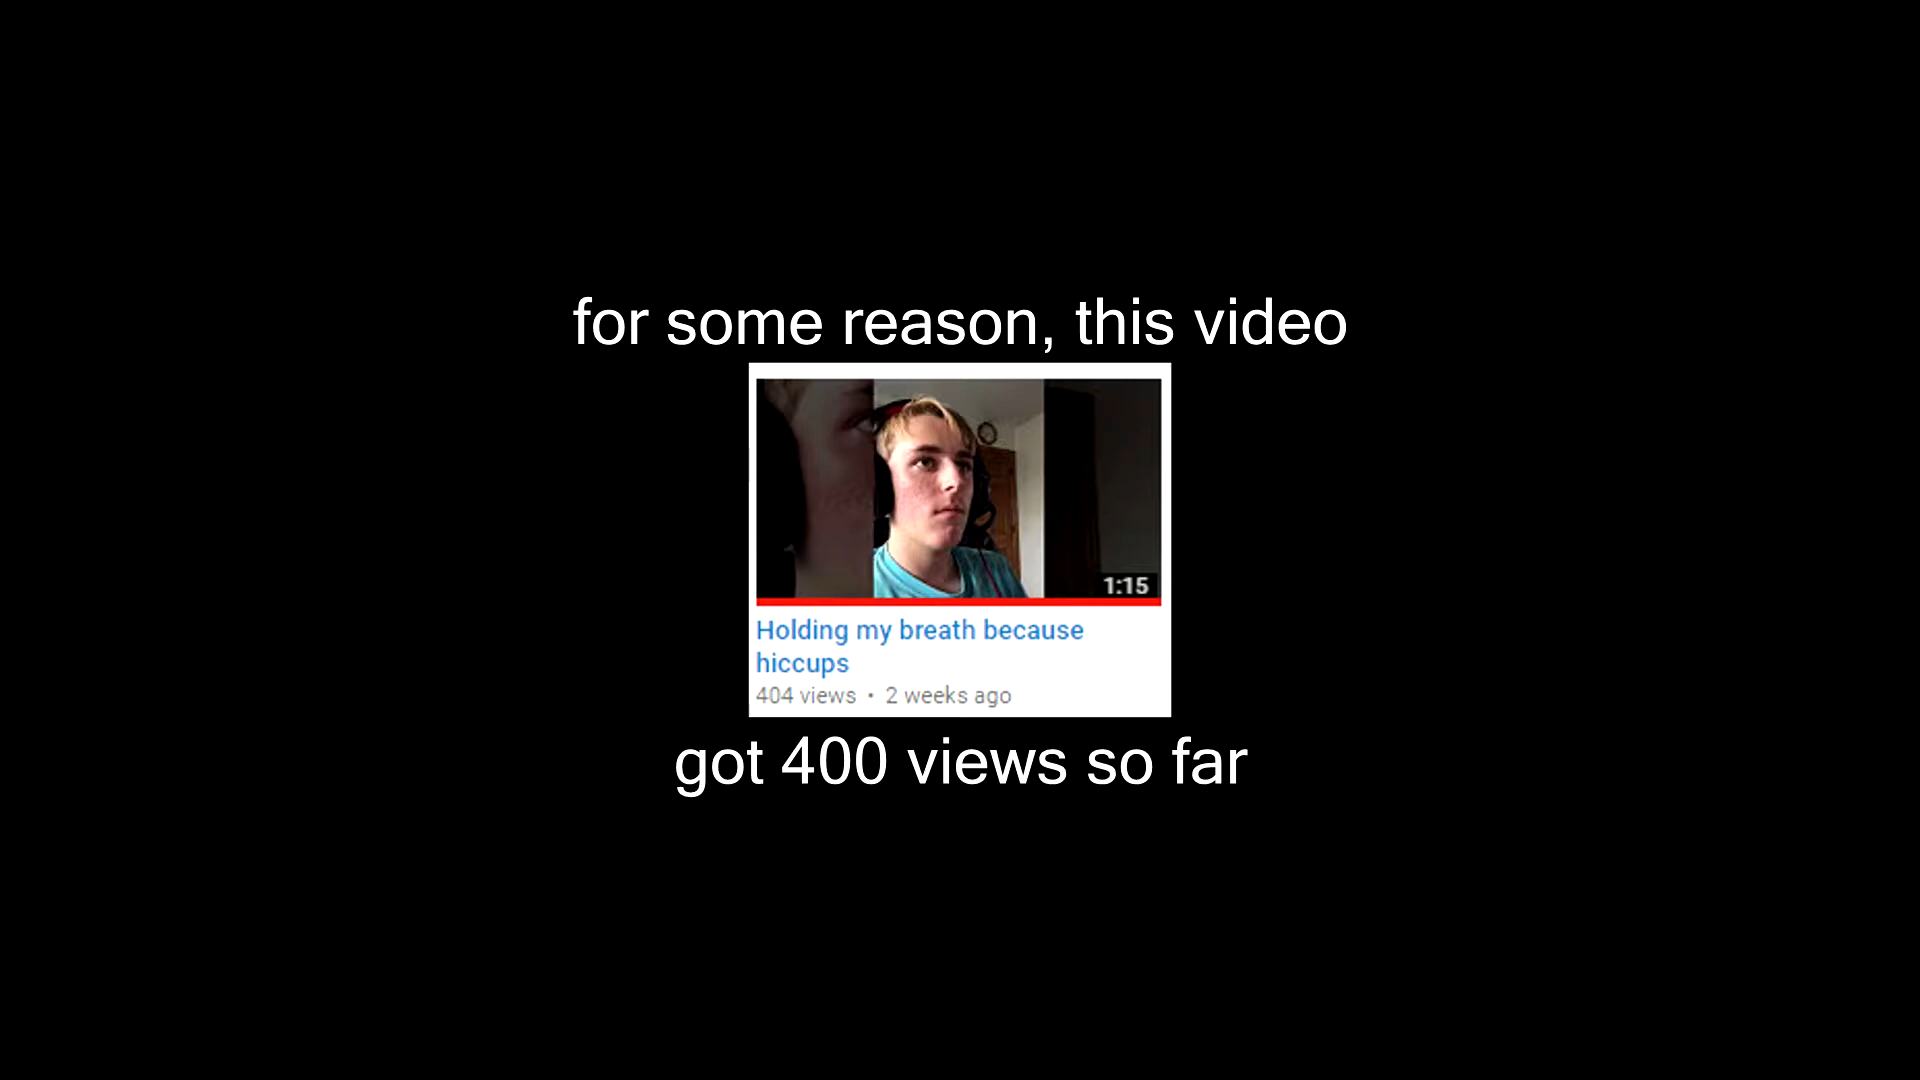 for some reason, this video
1:15
Holding my breath because
hiccups
404 views • 2 weeks ago
got 400 views so far